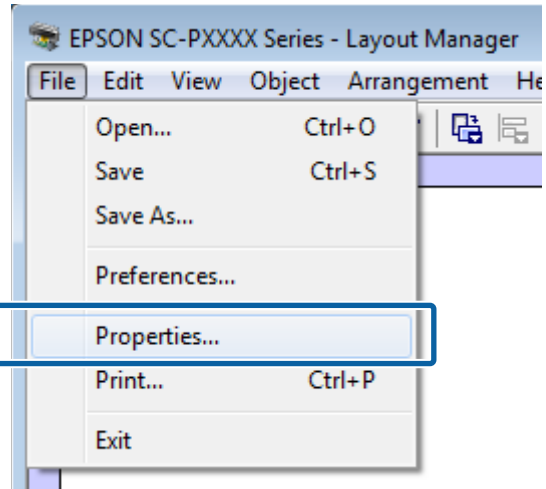 EPSON SC-PXXXX Series - Layout Manager
File Edit View Object Arrangement He
Open... Ctrl+O
Save Ctrl+S
Save As...
Preferences...
Properties...
Print... Ctrl+P
Exit